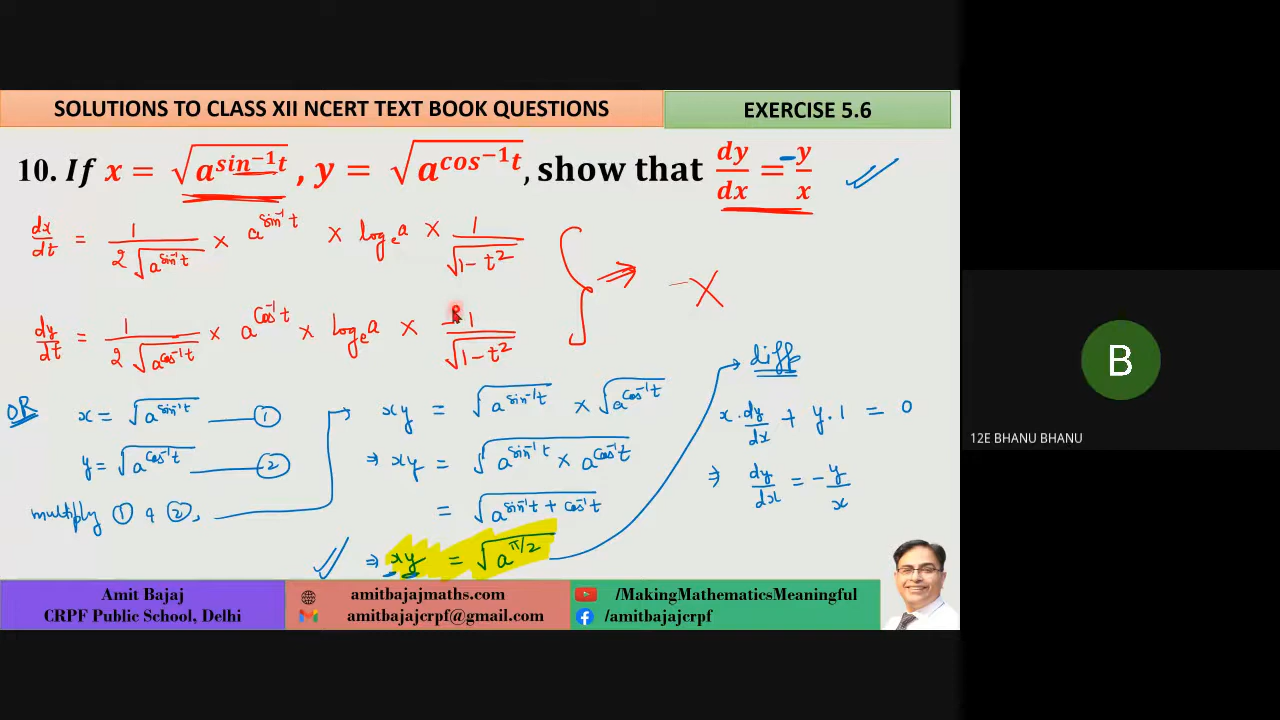 SOLUTIONS TO CLASS XII NCERT TEXT BOOK QUESTIONS
EXERCISE 5.6
10. If x = √(a^(sin⁻¹t)), y = √(a^(cos⁻¹t)), show that dy/dx = -y/x
dx/dt = 1/(2√(a^(sin⁻¹t))) × a^(sin⁻¹t) × logₑa × 1/√(1-t²)
⇒ -X
dy/dt = 1/(2√(a^(cos⁻¹t))) × a^(cos⁻¹t) × logₑa × -1/√(1-t²)
OR
x = √(a^(sin⁻¹t)) — ①
y = √(a^(cos⁻¹t)) — ②
multiply ① & ②,
xy = √(a^(sin⁻¹t)) × √(a^(cos⁻¹t))
⇒ xy = √(a^(sin⁻¹t) × a^(cos⁻¹t))
= √(a^(sin⁻¹t + cos⁻¹t))
⇒ xy = √(a^(π/2))
diff
x·dy/dx + y·1 = 0
⇒ dy/dx = -y/x
B
12E BHANU BHANU
Amit Bajaj
CRPF Public School, Delhi
amitbajajmaths.com
amitbajajcrpf@gmail.com
/MakingMathematicsMeaningful
/amitbajajcrpf